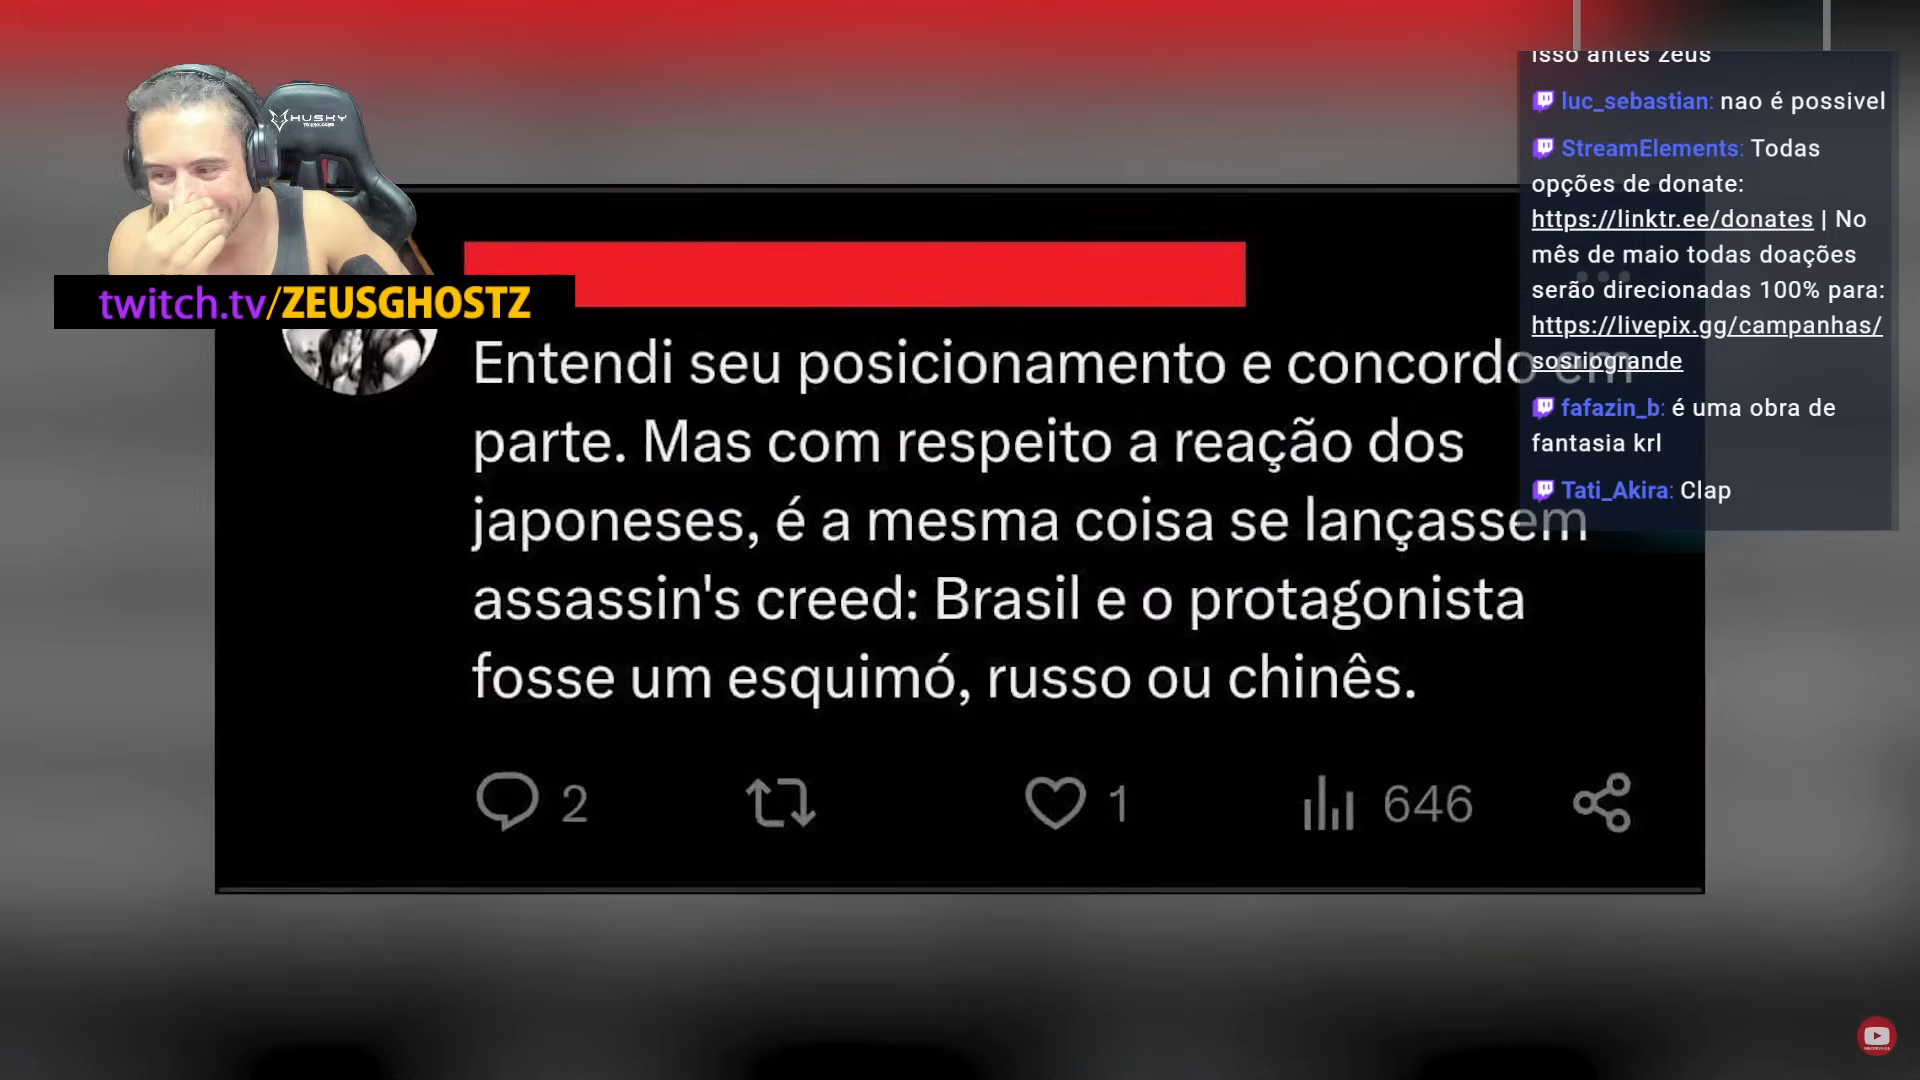 isso antes zeus
luc_sebastian: nao é possivel
StreamElements: Todas
opções de donate:
https://linktr.ee/donates | No
mês de maio todas doações
serão direcionadas 100% para:
https://livepix.gg/campanhas/
sosriogrande
fafazin_b: é uma obra de
fantasia krl
Tati_Akira: Clap
HUSKY
twitch.tv/ZEUSGHOSTZ
Entendi seu posicionamento e concordo em
parte. Mas com respeito a reação dos
japoneses, é a mesma coisa se lançassem
assassin's creed: Brasil e o protagonista
fosse um esquimó, russo ou chinês.
2 1 646